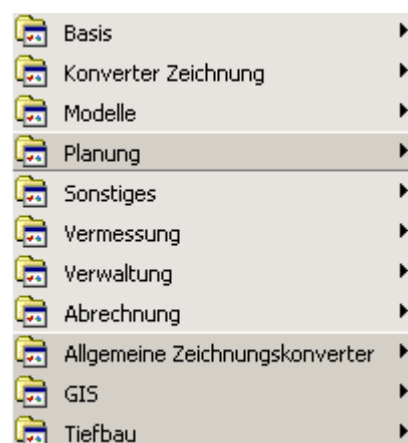 Basis
Konverter Zeichnung
Modelle
Planung
Sonstiges
Vermessung
Verwaltung
Abrechnung
Allgemeine Zeichnungskonverter
GIS
Tiefbau